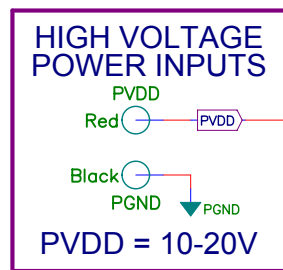 HIGH VOLTAGE
POWER INPUTS
PVDD
Red
PVDD
Black
PGND
PGND
PVDD = 10-20V